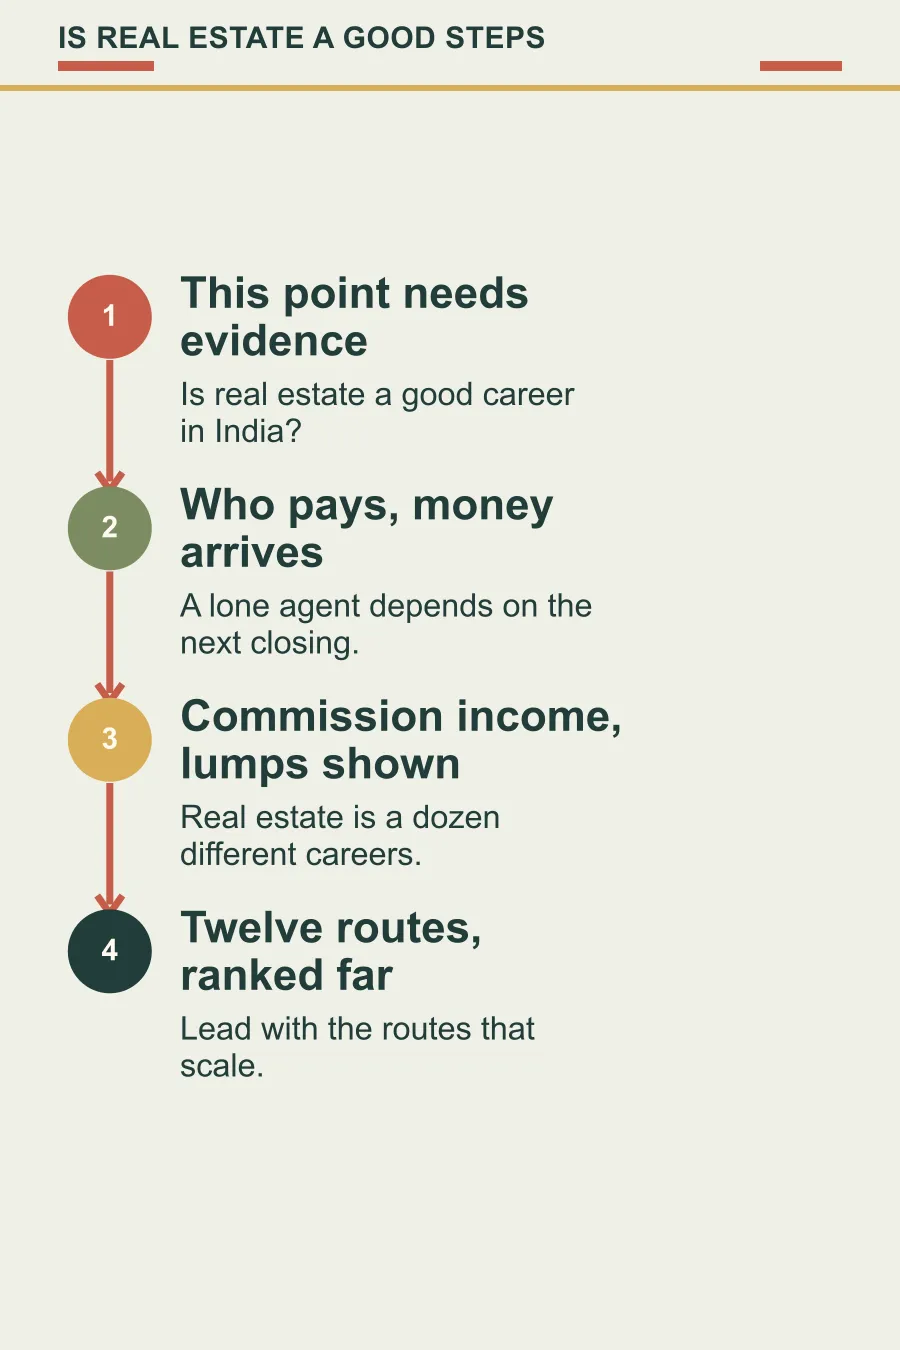 IS REAL ESTATE A GOOD STEPS
1
This point needs
evidence
Is real estate a good career
in India?
2
Who pays, money
arrives
A lone agent depends on the
next closing.
3
Commission income,
lumps shown
Real estate is a dozen
different careers.
4
Twelve routes,
ranked far
Lead with the routes that
scale.